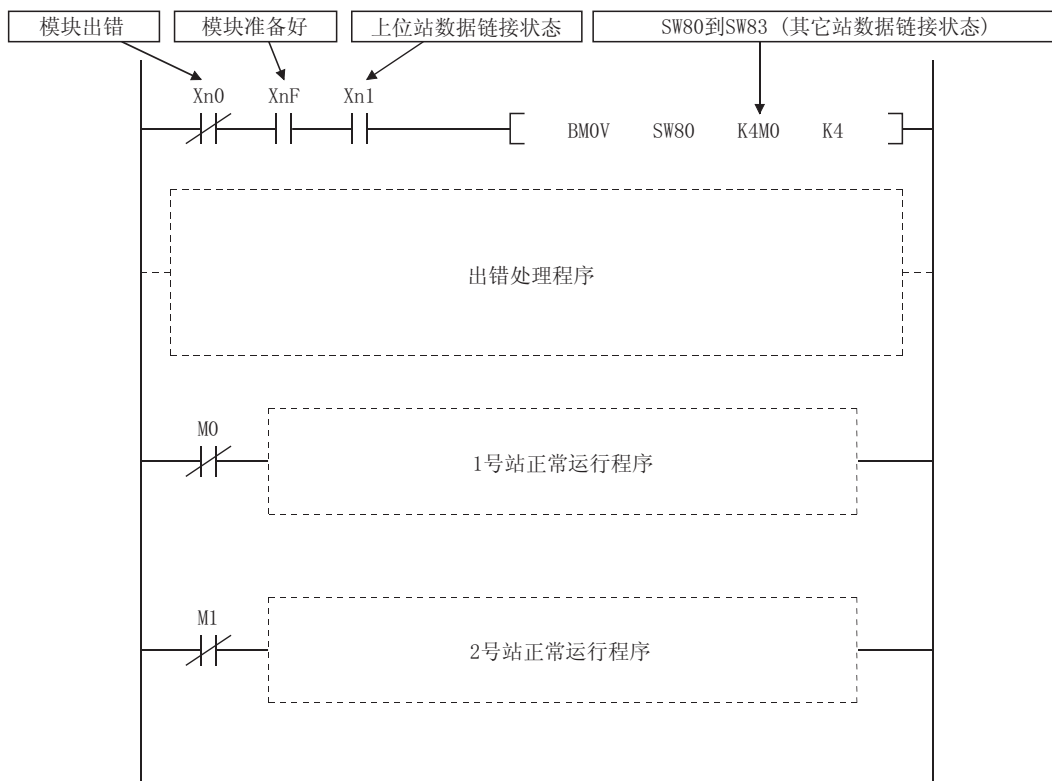 模块出错
模块准备好
上位站数据链接状态
SW80到SW83 (其它站数据链接状态)
Xn0 XnF Xn1
BMOV SW80 K4M0 K4
出错处理程序
M0
1号站正常运行程序
M1
2号站正常运行程序